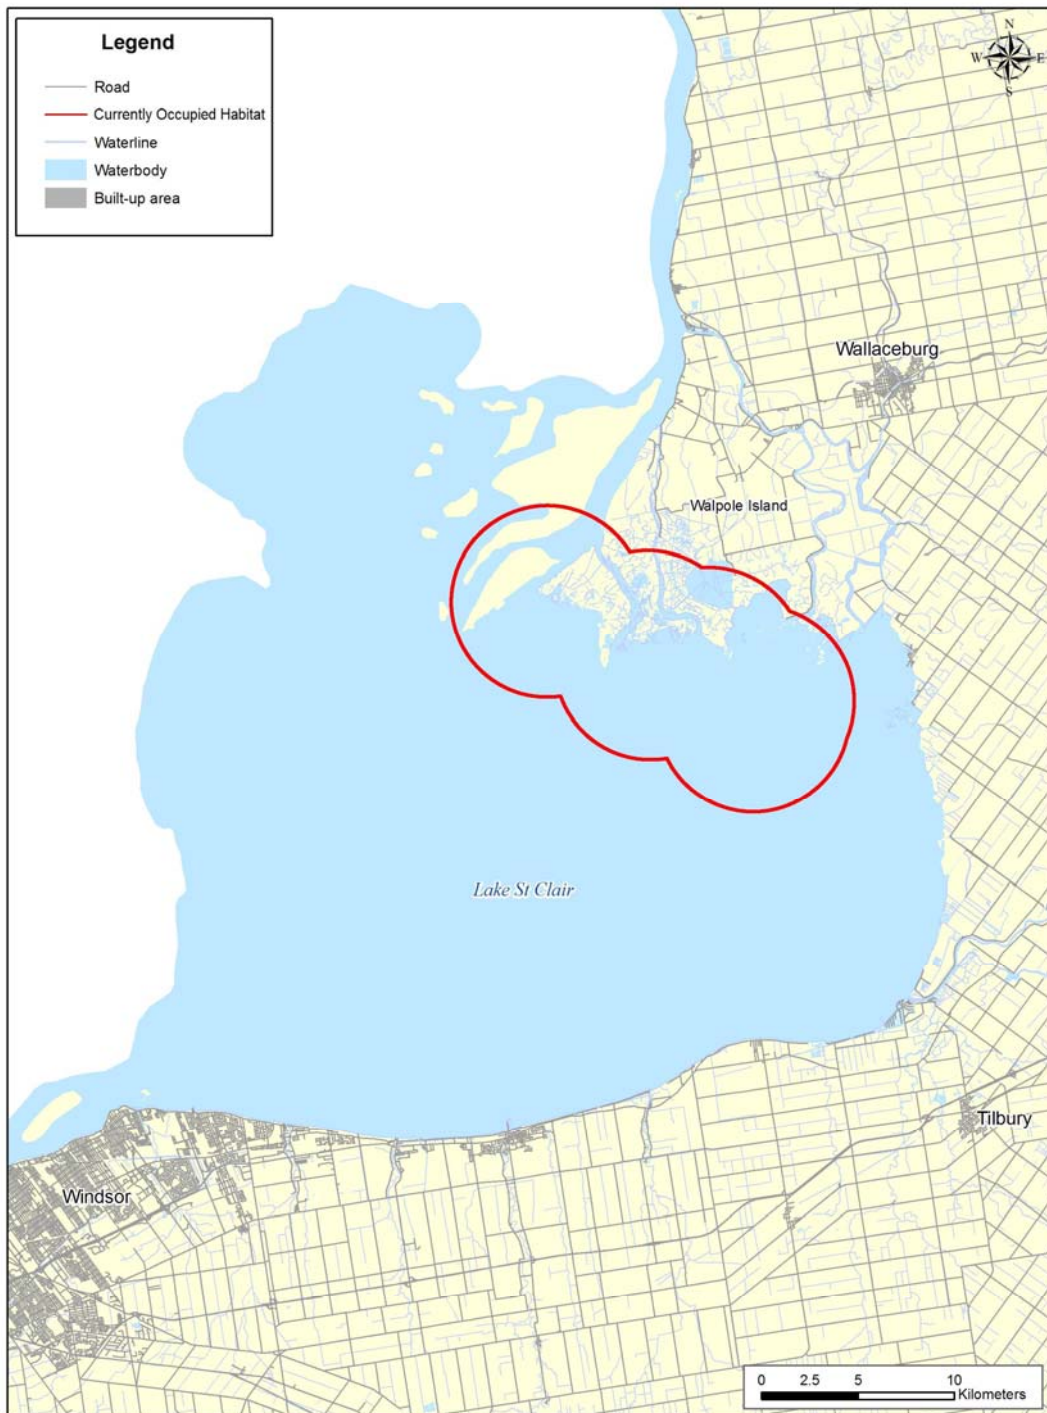 Legend
Road
Currently Occupied Habitat
Waterline
Waterbody
Built-up area
N
W E
S
Wallaceburg
Walpole Island
Lake St Clair
Tilbury
Windsor
0 2.5 5 10
Kilometers